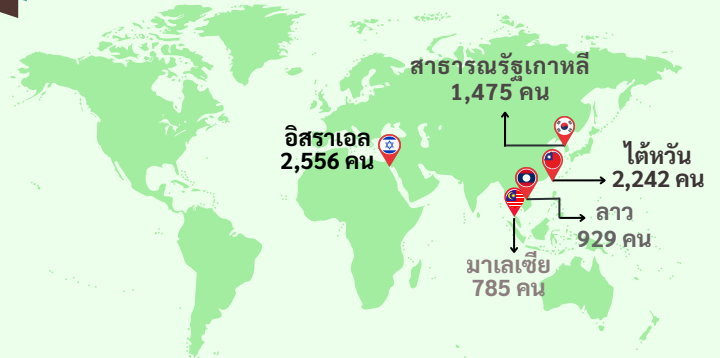 สาธารณรัฐเกาหลี
1,475 คน
อิสราเอล
2,556 คน
ไต้หวัน
2,242 คน
ลาว
929 คน
มาเลเซีย
785 คน